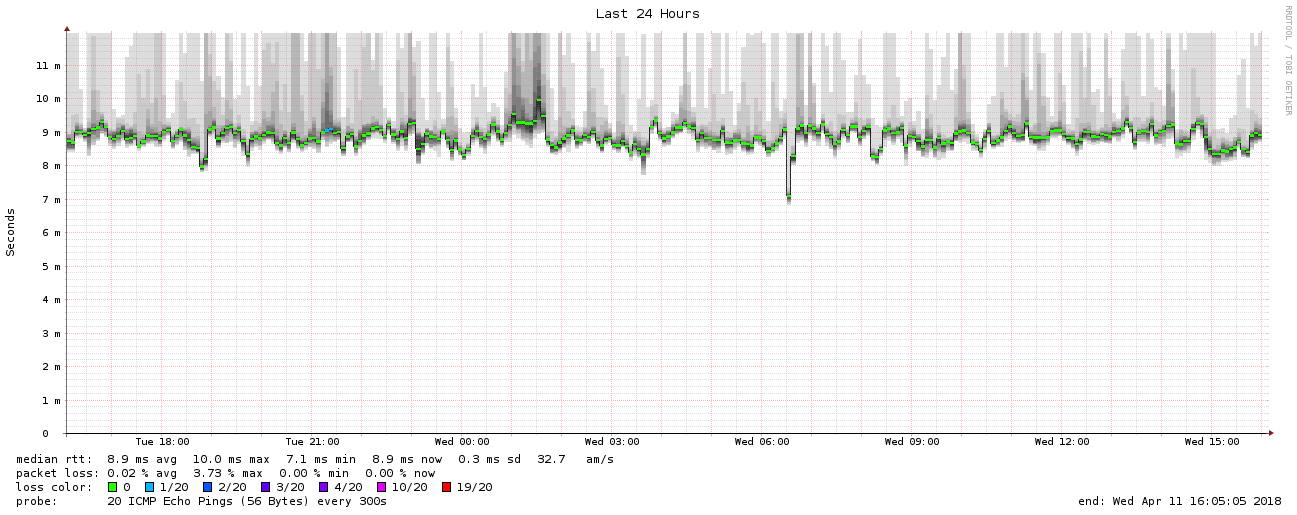 Last 24 Hours
RRDTOOL / TOBI OETIKER
Seconds
11 m
10 m
9 m
8 m
7 m
6 m
5 m
4 m
3 m
2 m
1 m
0
Tue 18:00 Tue 21:00 Wed 00:00 Wed 03:00 Wed 06:00 Wed 09:00 Wed 12:00 Wed 15:00
median rtt: 8.9 ms avg 10.0 ms max 7.1 ms min 8.9 ms now 0.3 ms sd 32.7 am/s
packet loss: 0.02 % avg 3.73 % max 0.00 % min 0.00 % now
loss color: 0 1/20 2/20 3/20 4/20 10/20 19/20
probe: 20 ICMP Echo Pings (56 Bytes) every 300s end: Wed Apr 11 16:05:05 2018